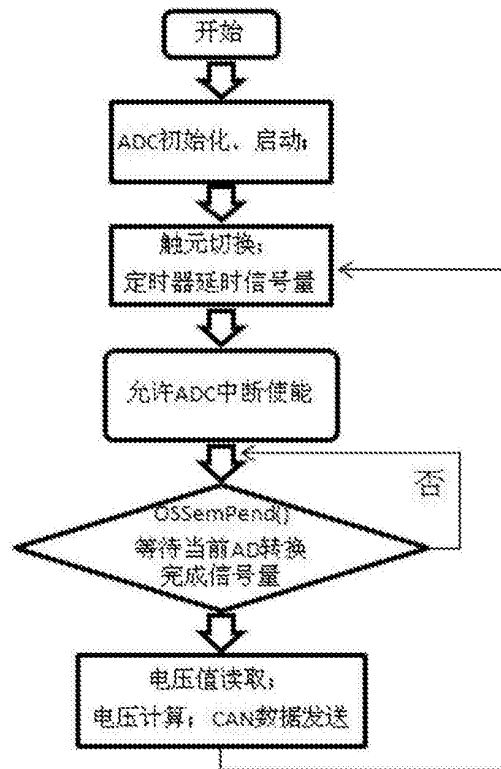 开始
ADC初始化、启动;
触元切换;
定时器延时信号量
允许ADC中断使能
否
OSSemPend()
等待当前AD转换
完成信号量
电压值读取;
电压计算; CAN数据发送